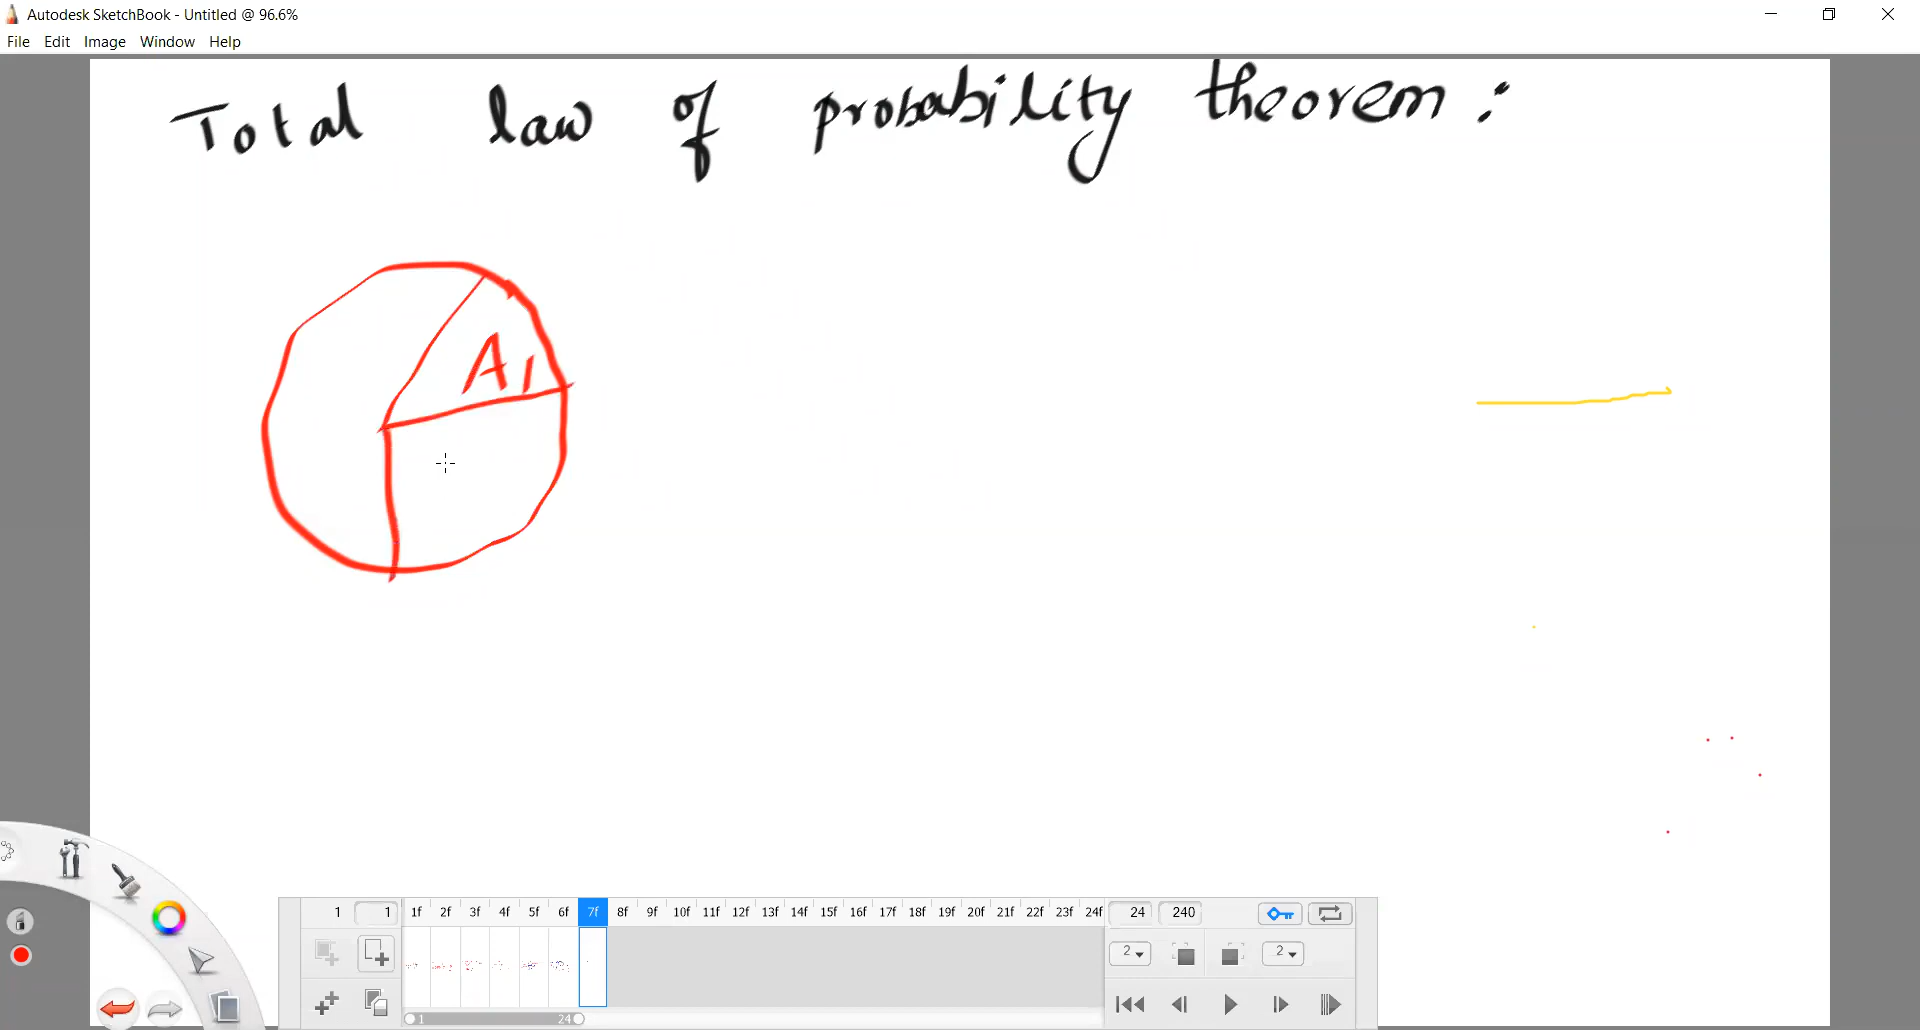 Autodesk SketchBook - Untitled @ 96.6%
File Edit Image Window Help
Total law of probability theorem :
A1
1 1 1f 2f 3f 4f 5f 6f 7f 8f 9f 10f 11f 12f 13f 14f 15f 16f 17f 18f 19f 20f 21f 22f 23f 24f 24 240
2 2
1 24